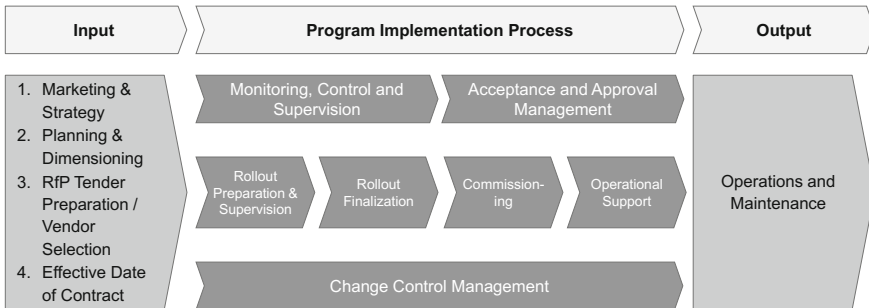 Input
Program Implementation Process
Output
1. Marketing &
Strategy
2. Planning &
Dimensioning
3. RfP Tender
Preparation /
Vendor
Selection
4. Effective Date
of Contract
Monitoring, Control and
Supervision
Acceptance and Approval
Management
Rollout
Preparation &
Supervision
Rollout
Finalization
Commission-
ing
Operational
Support
Change Control Management
Operations and
Maintenance